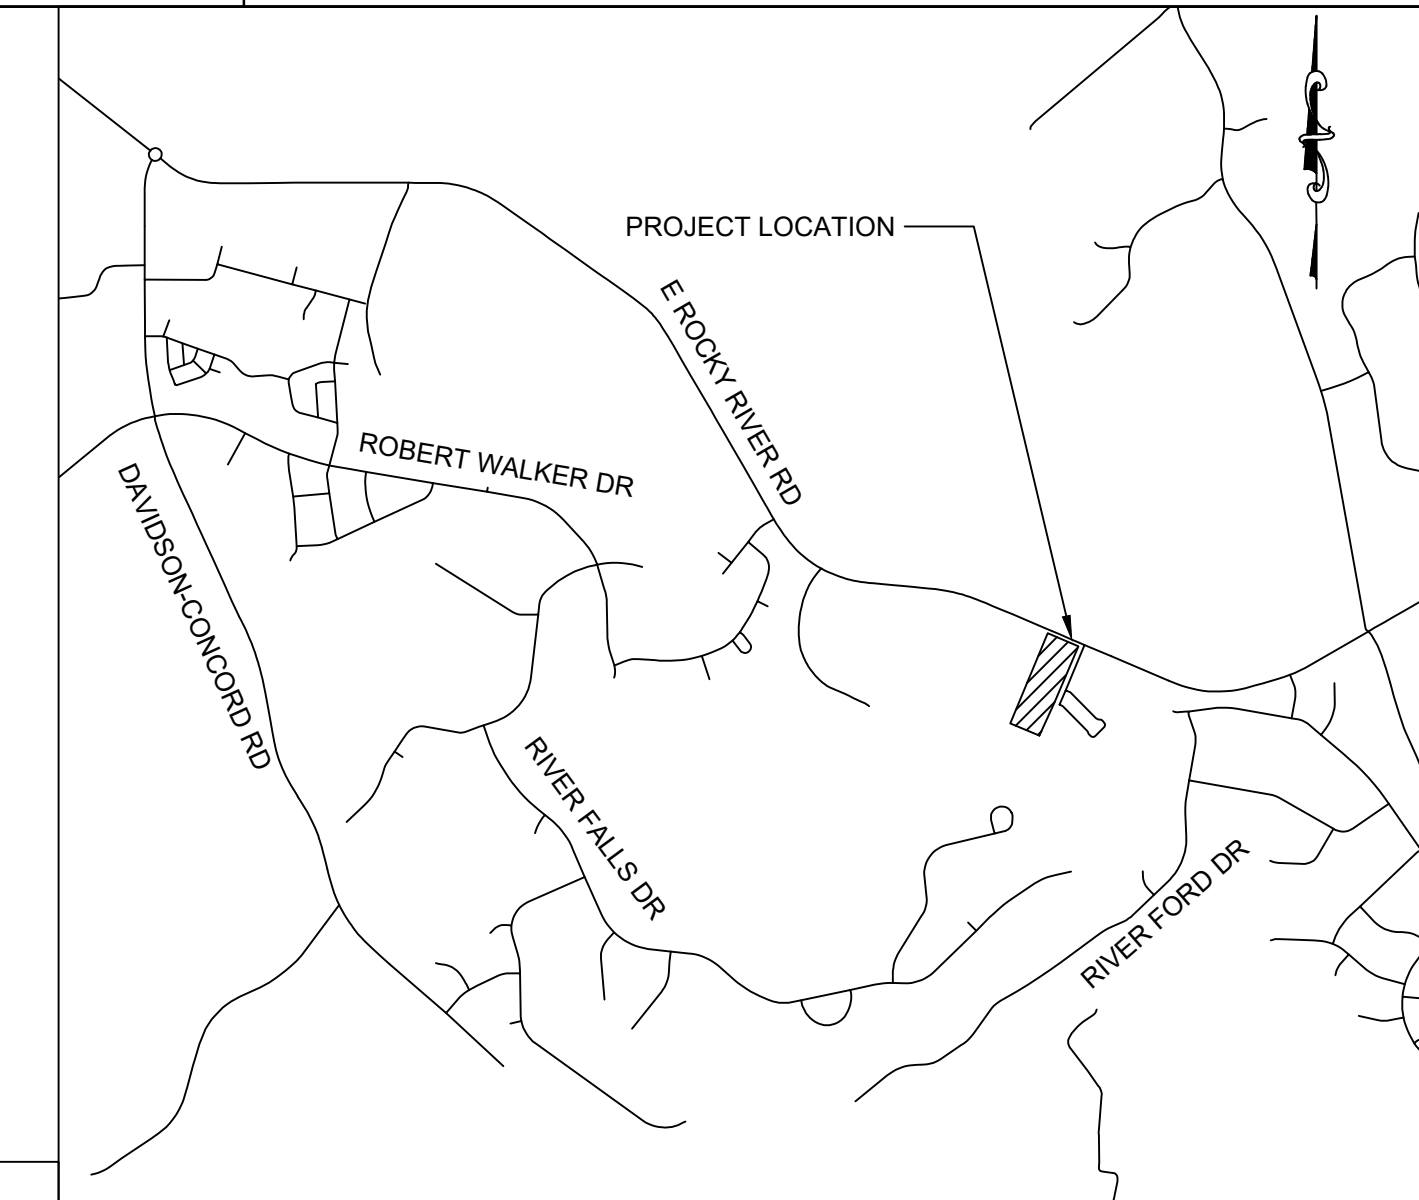 PROJECT LOCATION
E ROCKY RIVER RD
ROBERT WALKER DR
DAVIDSON-CONCORD RD
RIVER FALLS DR
RIVER FORD DR